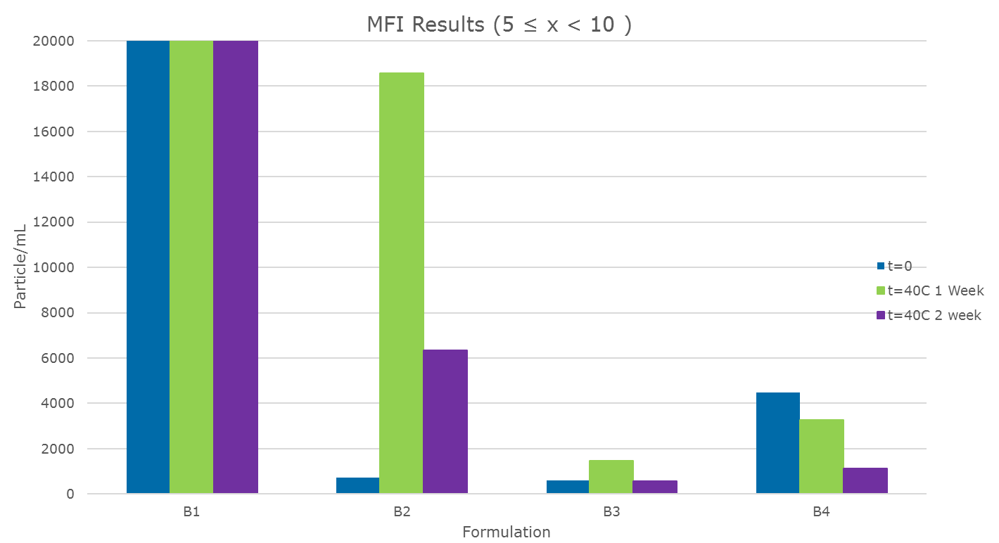 MFI Results (5 ≤ x < 10 )
20000
18000
16000
14000
12000
10000
8000
6000
4000
2000
0
Particle/mL
B1
B2
B3
B4
Formulation
t=0
t=40C 1 Week
t=40C 2 week